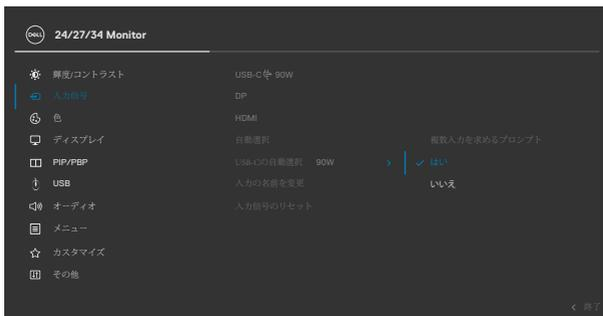 DELL 24/27/34 Monitor
輝度/コントラスト
USB-C 90W
入力信号
DP
色
HDMI
ディスプレイ
自動選択
複数入力を求めるプロンプト
PIP/PBP
USB-Cの自動選択 90W
はい
USB
入力の名前を変更
いいえ
オーディオ
入力信号のリセット
メニュー
カスタマイズ
その他
終了